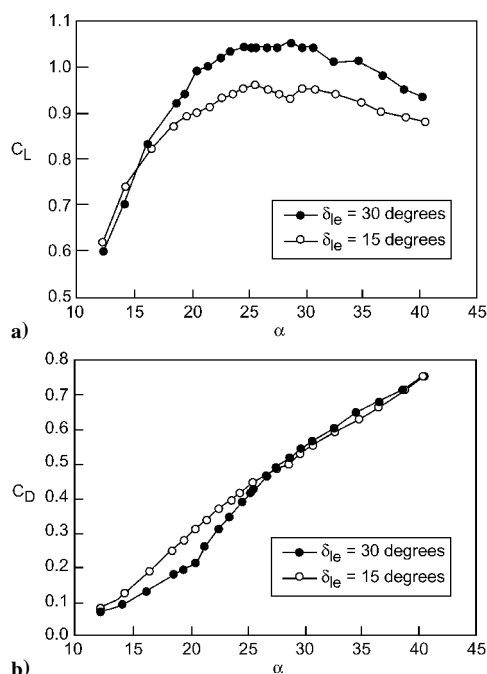 1.1
1.0
0.9
C_L 0.8
0.7
0.6
0.5
δ_le = 30 degrees
δ_le = 15 degrees
10 15 20 25 30 35 40 45
α
a)
0.8
0.7
0.6
C_D 0.5
0.4
0.3
0.2
0.1
0.0
δ_le = 30 degrees
δ_le = 15 degrees
10 15 20 25 30 35 40 45
α
b)